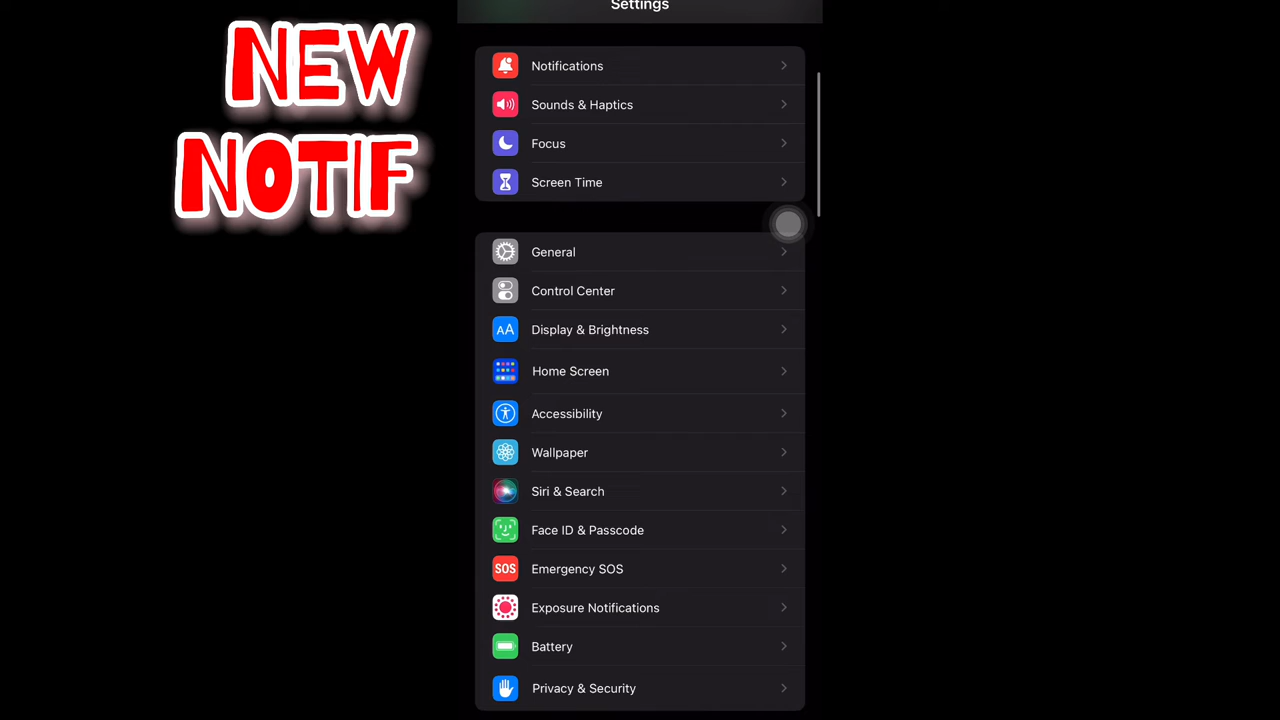 NEW
NOTIF
Settings
Notifications
Sounds & Haptics
Focus
Screen Time
General
Control Center
AA Display & Brightness
Home Screen
Accessibility
Wallpaper
Siri & Search
Face ID & Passcode
SOS Emergency SOS
Exposure Notifications
Battery
Privacy & Security